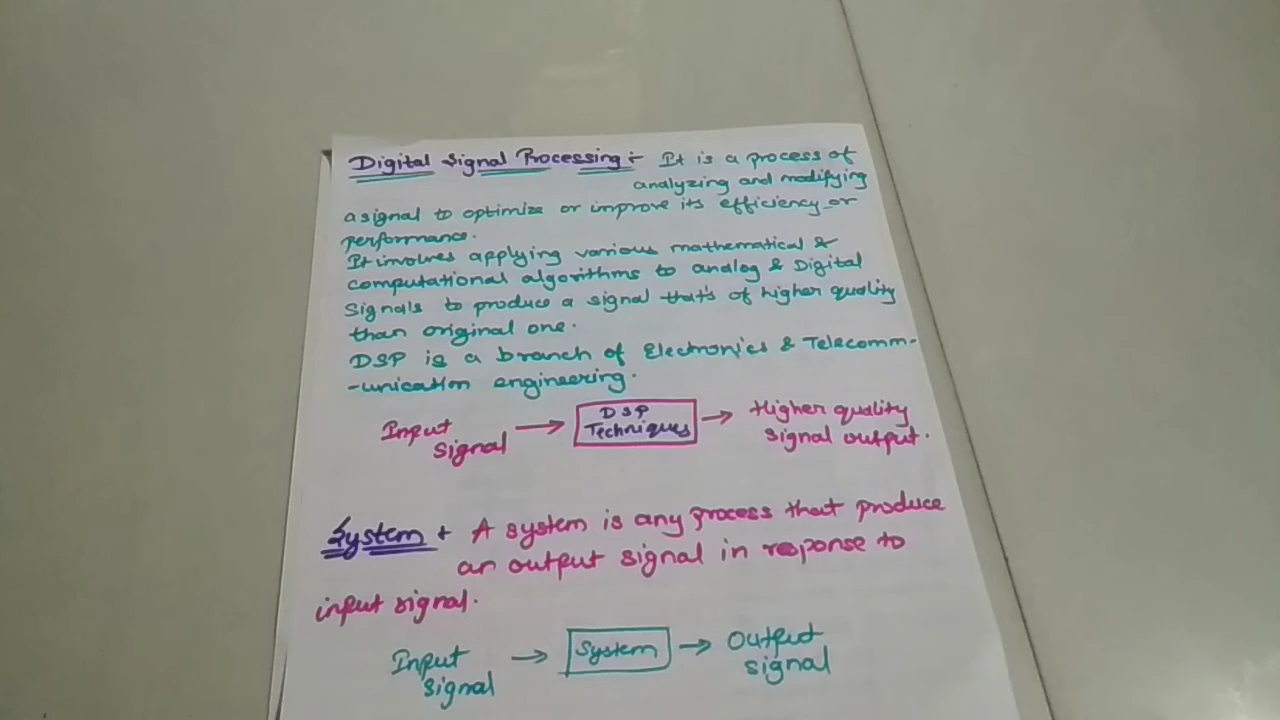 Digital Signal Processing :- It is a process of
analyzing and modifying
a signal to optimize or improve its efficiency or
performance.
It involves applying various mathematical &
computational algorithms to analog & Digital
Signals to produce a signal that's of higher quality
than original one.
DSP is a branch of Electronics & Telecomm-
-unication engineering.
Input signal → DSP Techniques → Higher quality signal output.
System :- A system is any process that produce
an output signal in response to
input signal.
Input signal → System → Output signal